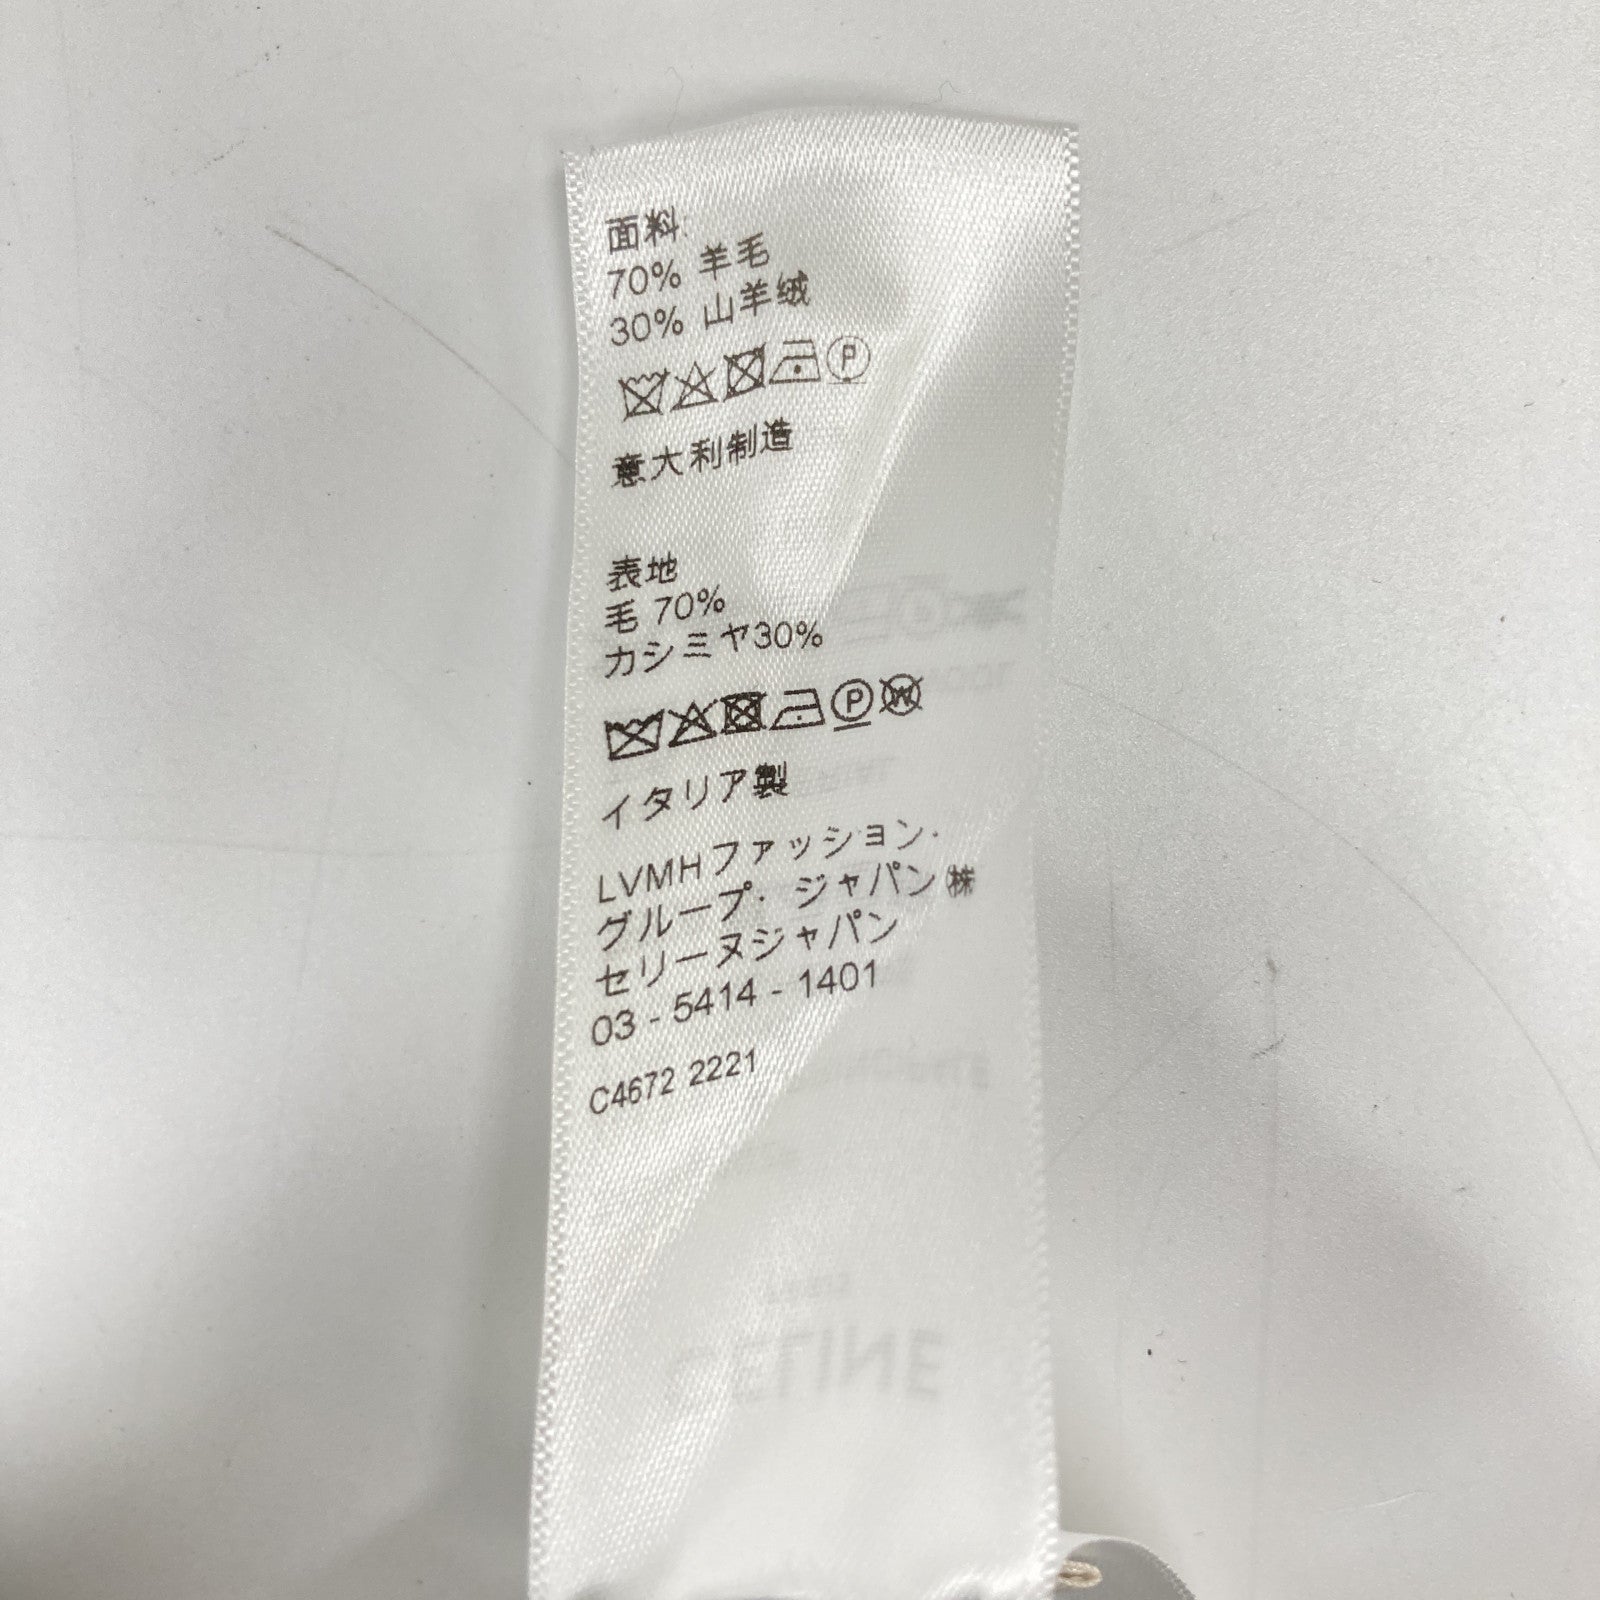 面料:
70% 羊毛
30% 山羊绒
P
意大利制造
表地
毛 70%
カシミヤ30%
P W
イタリア製
LVMHファッション・
グループ・ジャパン㈱
セリーヌジャパン
03 - 5414 - 1401
C4672 2221
CELINE